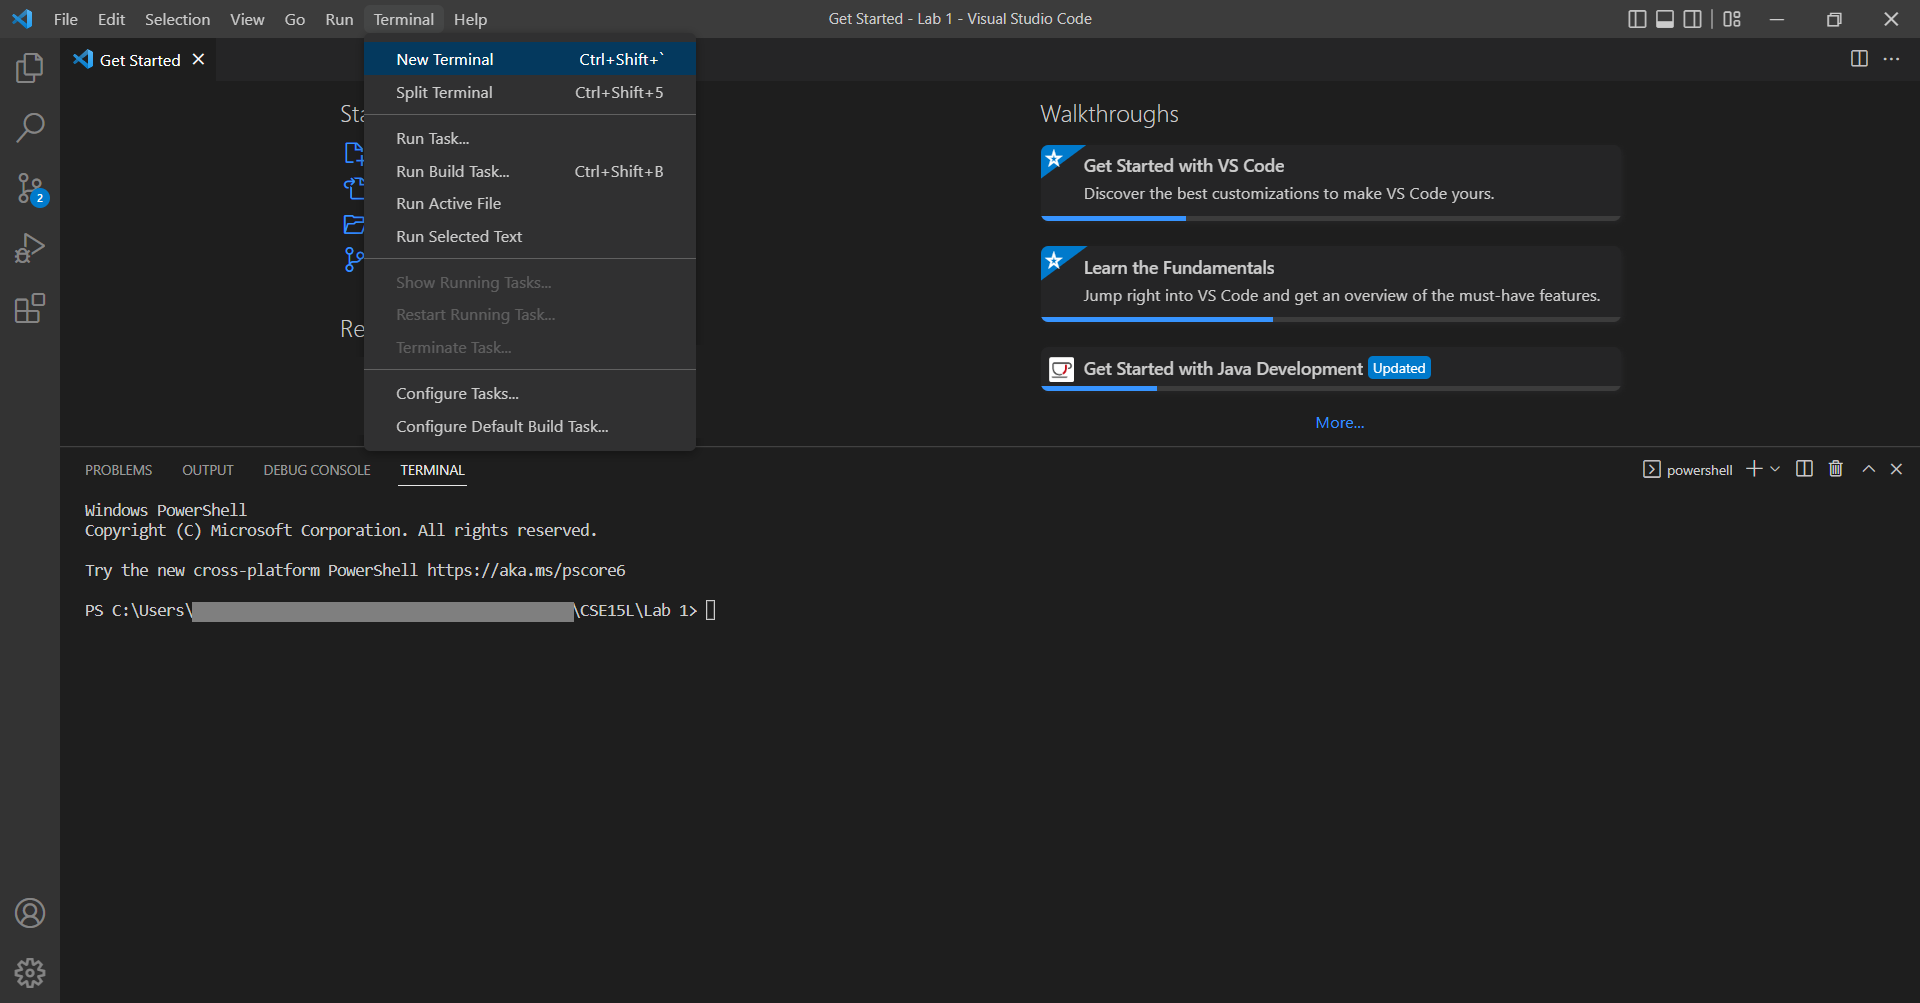 File Edit Selection View Go Run Terminal Help
Get Started - Lab 1 - Visual Studio Code
Get Started
New Terminal Ctrl+Shift+`
Split Terminal Ctrl+Shift+5
Run Task...
Run Build Task... Ctrl+Shift+B
Run Active File
Run Selected Text
Show Running Tasks...
Restart Running Task...
Terminate Task...
Configure Tasks...
Configure Default Build Task...
Sta
Re
Walkthroughs
Get Started with VS Code
Discover the best customizations to make VS Code yours.
Learn the Fundamentals
Jump right into VS Code and get an overview of the must-have features.
Get Started with Java Development Updated
More...
2
PROBLEMS OUTPUT DEBUG CONSOLE TERMINAL
powershell
Windows PowerShell
Copyright (C) Microsoft Corporation. All rights reserved.
Try the new cross-platform PowerShell https://aka.ms/pscore6
PS C:\Users\ \CSE15L\Lab 1>